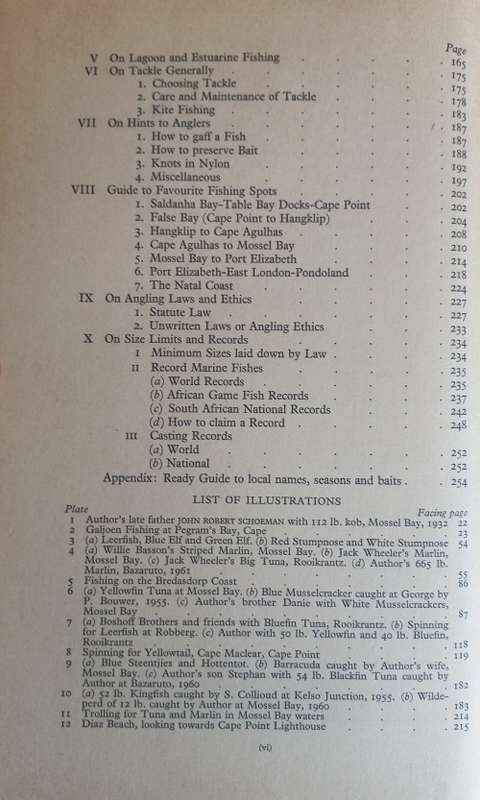 Page
V On Lagoon and Estuarine Fishing . . . . . 165
VI On Tackle Generally . . . . . . . 175
1. Choosing Tackle . . . . . . 175
2. Care and Maintenance of Tackle . . . . 178
3. Kite Fishing . . . . . . . 183
VII On Hints to Anglers . . . . . . . 187
1. How to gaff a Fish . . . . . . 187
2. How to preserve Bait . . . . . . 188
3. Knots in Nylon . . . . . . 192
4. Miscellaneous . . . . . . 197
VIII Guide to Favourite Fishing Spots . . . . . 202
1. Saldanha Bay-Table Bay Docks-Cape Point . . 202
2. False Bay (Cape Point to Hangklip) . . . . 204
3. Hangklip to Cape Agulhas . . . . . 208
4. Cape Agulhas to Mossel Bay . . . . . 210
5. Mossel Bay to Port Elizabeth . . . . . 214
6. Port Elizabeth-East London-Pondoland . . . 218
7. The Natal Coast . . . . . . 224
IX On Angling Laws and Ethics . . . . . 227
1. Statute Law . . . . . . . 227
2. Unwritten Laws or Angling Ethics . . . . 233
X On Size Limits and Records . . . . . 234
I Minimum Sizes laid down by Law . . . . 234
II Record Marine Fishes . . . . . 235
(a) World Records . . . . . . 235
(b) African Game Fish Records . . . . 237
(c) South African National Records . . . 242
(d) How to claim a Record . . . . . 248
III Casting Records
(a) World . . . . . . . 252
(b) National . . . . . . . 252
Appendix: Ready Guide to local names, seasons and baits . . 254
LIST OF ILLUSTRATIONS
Plate Facing page
1 Author's late father JOHN ROBERT SCHOEMAN with 112 lb. kob, Mossel Bay, 1932 22
2 Galjoen Fishing at Pegram's Bay, Cape . . . . . 23
3 (a) Leerfish, Blue Elf and Green Elf. (b) Red Stumpnose and White Stumpnose 54
4 (a) Willie Basson's Striped Marlin, Mossel Bay. (b) Jack Wheeler's Marlin,
Mossel Bay. (c) Jack Wheeler's Big Tuna, Rooikrantz. (d) Author's 665 lb.
Marlin, Bazaruto, 1961 . . . . . . . 55
5 Fishing on the Bredasdorp Coast . . . . . . 86
6 (a) Yellowfin Tuna at Mossel Bay. (b) Blue Musselcracker caught at George by
P. Bouwer, 1955. (c) Author's brother Danie with White Musselcrackers,
Mossel Bay . . . . . . . . 87
7 (a) Boshoff Brothers and friends with Bluefin Tuna, Rooikrantz. (b) Spinning
for Leerfish at Robberg. (c) Author with 50 lb. Yellowfin and 40 lb. Bluefin,
Rooikrantz . . . . . . . . 118
8 Spinning for Yellowtail, Cape Maclear, Cape Point . . . . 119
9 (a) Blue Steentjies and Hottentot. (b) Barracuda caught by Author's wife,
Mossel Bay. (c) Author's son Stephan with 54 lb. Blackfin Tuna caught by
Author at Bazaruto, 1960 . . . . . . . 182
10 (a) 52 lb. Kingfish caught by S. Collioud at Kelso Junction, 1955. (b) Wilde-
perd of 12 lb. caught by Author at Mossel Bay, 1960 . . . . 183
11 Trolling for Tuna and Marlin in Mossel Bay waters . . . . 214
12 Diaz Beach, looking towards Cape Point Lighthouse . . . . 215
(vi)